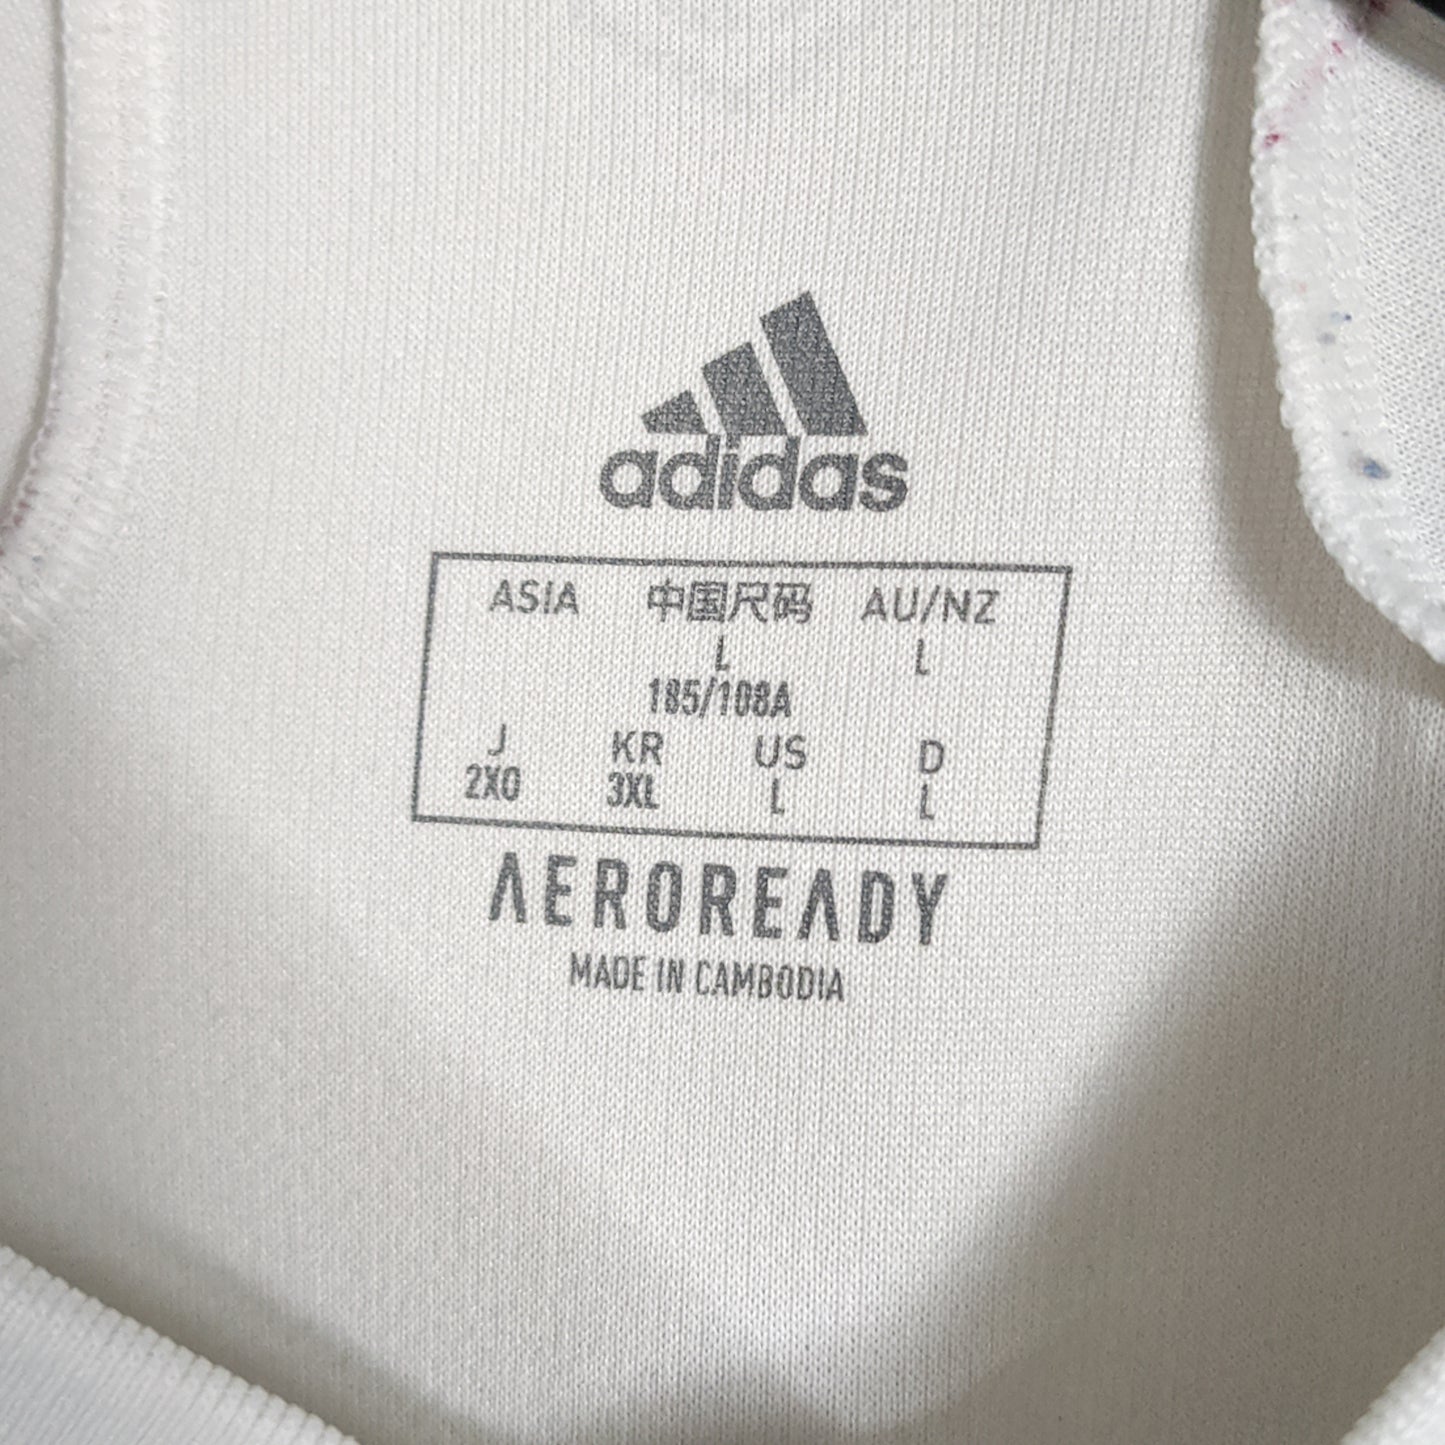 adidas
ASIA 中国尺码 AU/NZ
L L
185/108A
J KR US D
2XO 3XL L L
AEROREADY
MADE IN CAMBODIA